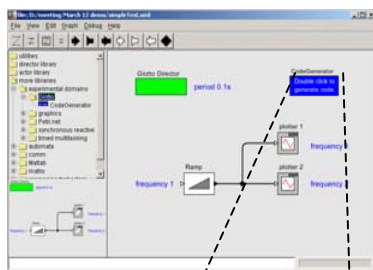 file:/D:/meeting/March 13 demo/simpleTest.xml
File View Edit Graph Debug Help
utilities
director library
actor library
more libraries
experimental domains
Giotto
CodeGenerator
graphics
Petri net
synchronous reactive
timed multitasking
automata
comm
Matlab
matrix
Giotto Director
period 0.1s
CodeGenerator
Double click to
generate code.
plotter 1
frequency
Ramp
frequency 1
plotter 2
frequency